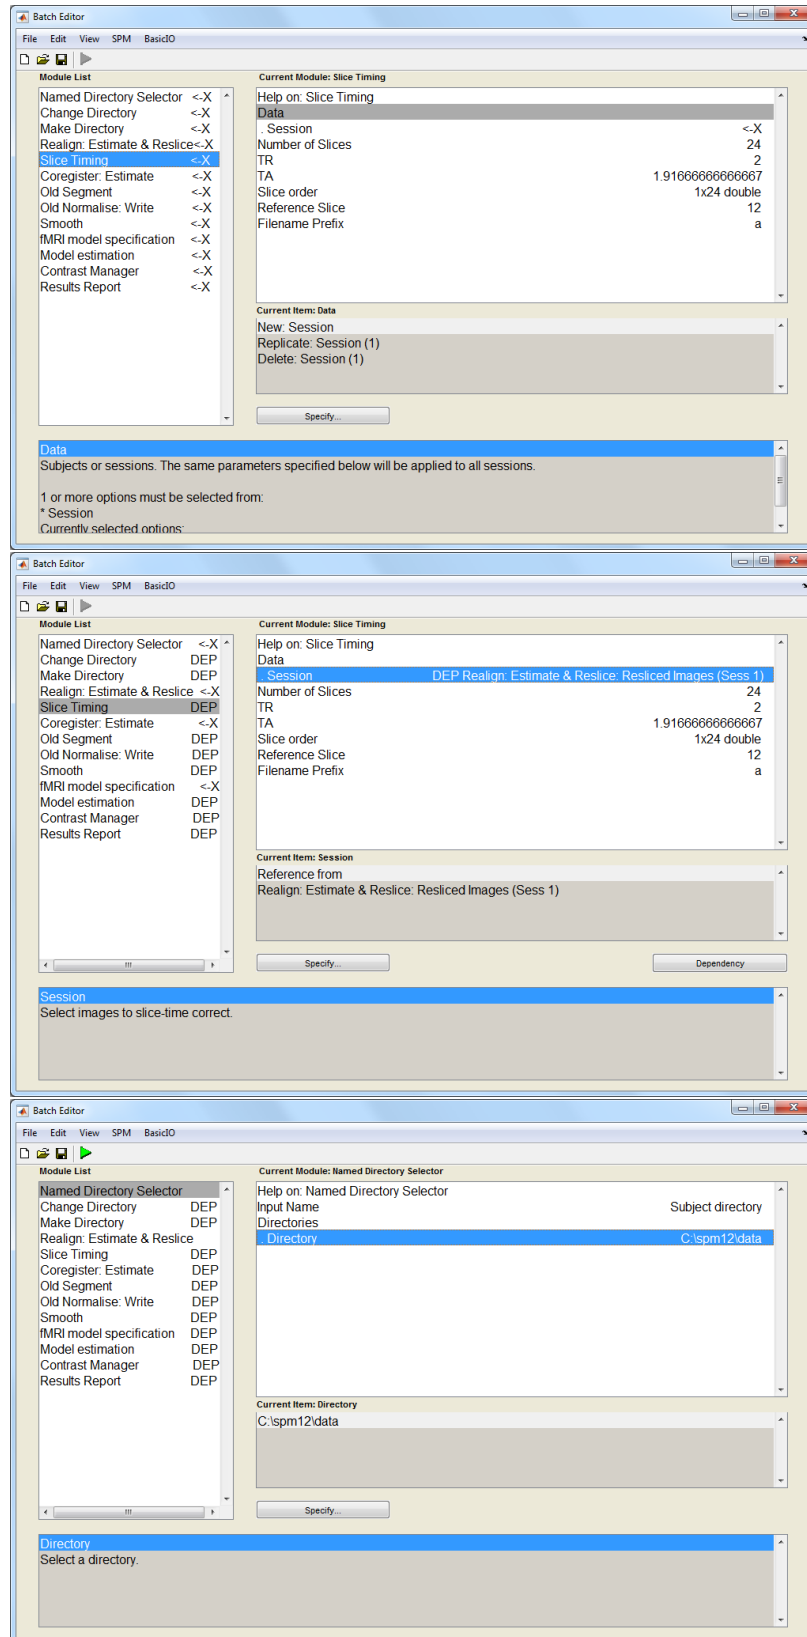 Batch Editor
File Edit View SPM BasicIO
Module List
Named Directory Selector <-X
Change Directory <-X
Make Directory <-X
Realign: Estimate & Reslice<-X
Slice Timing <-X
Coregister: Estimate <-X
Old Segment <-X
Old Normalise: Write <-X
Smooth <-X
fMRI model specification <-X
Model estimation <-X
Contrast Manager <-X
Results Report <-X
Current Module: Slice Timing
Help on: Slice Timing
Data
. Session <-X
Number of Slices 24
TR 2
TA 1.91666666666667
Slice order 1x24 double
Reference Slice 12
Filename Prefix a
Current Item: Data
New: Session
Replicate: Session (1)
Delete: Session (1)
Specify...
Data
Subjects or sessions. The same parameters specified below will be applied to all sessions.
1 or more options must be selected from:
* Session
Currently selected options:
Batch Editor
File Edit View SPM BasicIO
Module List
Named Directory Selector <-X
Change Directory DEP
Make Directory DEP
Realign: Estimate & Reslice <-X
Slice Timing DEP
Coregister: Estimate <-X
Old Segment DEP
Old Normalise: Write DEP
Smooth DEP
fMRI model specification <-X
Model estimation DEP
Contrast Manager DEP
Results Report DEP
Current Module: Slice Timing
Help on: Slice Timing
Data
. Session DEP Realign: Estimate & Reslice: Resliced Images (Sess 1)
Number of Slices 24
TR 2
TA 1.91666666666667
Slice order 1x24 double
Reference Slice 12
Filename Prefix a
Current Item: Session
Reference from
Realign: Estimate & Reslice: Resliced Images (Sess 1)
Specify...
Dependency
Session
Select images to slice-time correct.
Batch Editor
File Edit View SPM BasicIO
Module List
Named Directory Selector
Change Directory DEP
Make Directory DEP
Realign: Estimate & Reslice
Slice Timing DEP
Coregister: Estimate DEP
Old Segment DEP
Old Normalise: Write DEP
Smooth DEP
fMRI model specification DEP
Model estimation DEP
Contrast Manager DEP
Results Report DEP
Current Module: Named Directory Selector
Help on: Named Directory Selector
Input Name Subject directory
Directories
. Directory C:\spm12\data
Current Item: Directory
C:\spm12\data
Specify...
Directory
Select a directory.